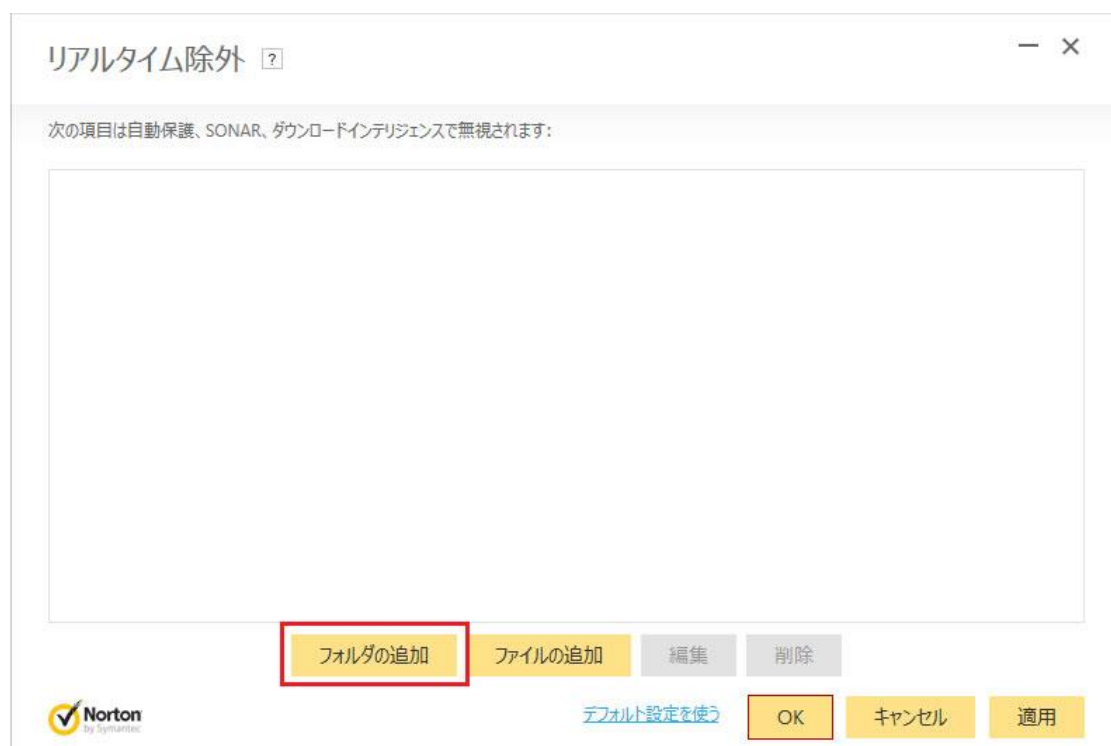 リアルタイム除外 ?
次の項目は自動保護、SONAR、ダウンロードインテリジェンスで無視されます:
フォルダの追加 ファイルの追加 編集 削除
Norton
by Symantec
デフォルト設定を使う OK キャンセル 適用